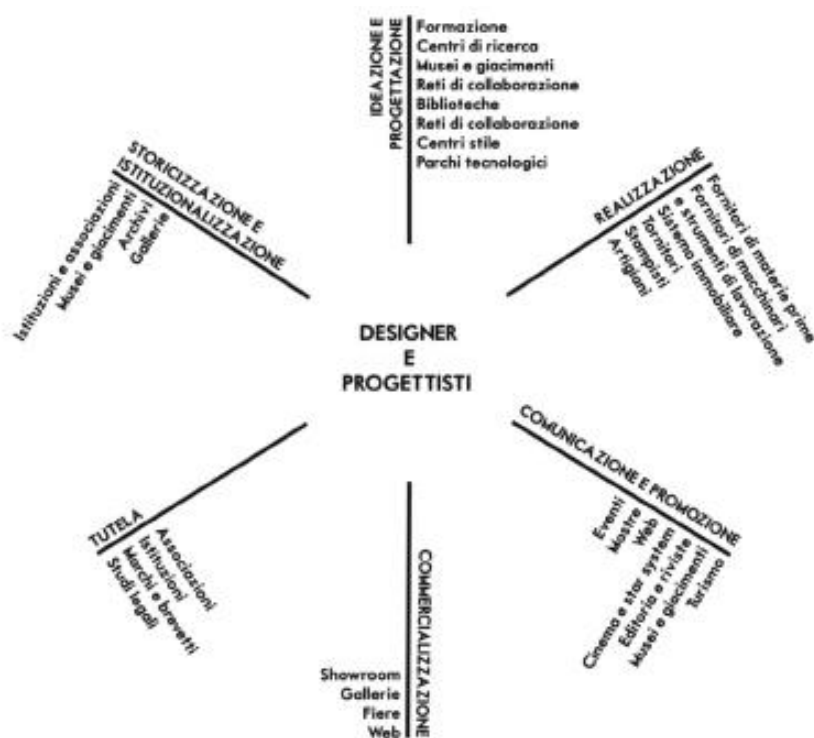 IDEAZIONE E
PROGETTAZIONE
Formazione
Centri di ricerca
Musei e giacimenti
Reti di collaborazione
Biblioteche
Reti di collaborazione
Centri stile
Parchi tecnologici
REALIZZAZIONE
Fornitori di materie prime
Fornitori di macchinari
e strumenti di lavorazione
Sistema immobiliare
Tornitori
Stampisti
Artigiani
COMUNICAZIONE E PROMOZIONE
Eventi
Mostre
Web
Cinema e star system
Editoria e riviste
Musei e giacimenti
Turismo
COMMERCIALIZZAZIONE
Showroom
Gallerie
Fiere
Web
TUTELA
Associazioni
Istituzioni
Marchi e brevetti
Studi legali
STORICIZZAZIONE E
ISTITUZIONALIZZAZIONE
Istituzioni e associazioni
Musei e giacimenti
Archivi
Gallerie
DESIGNER
E
PROGETTISTI